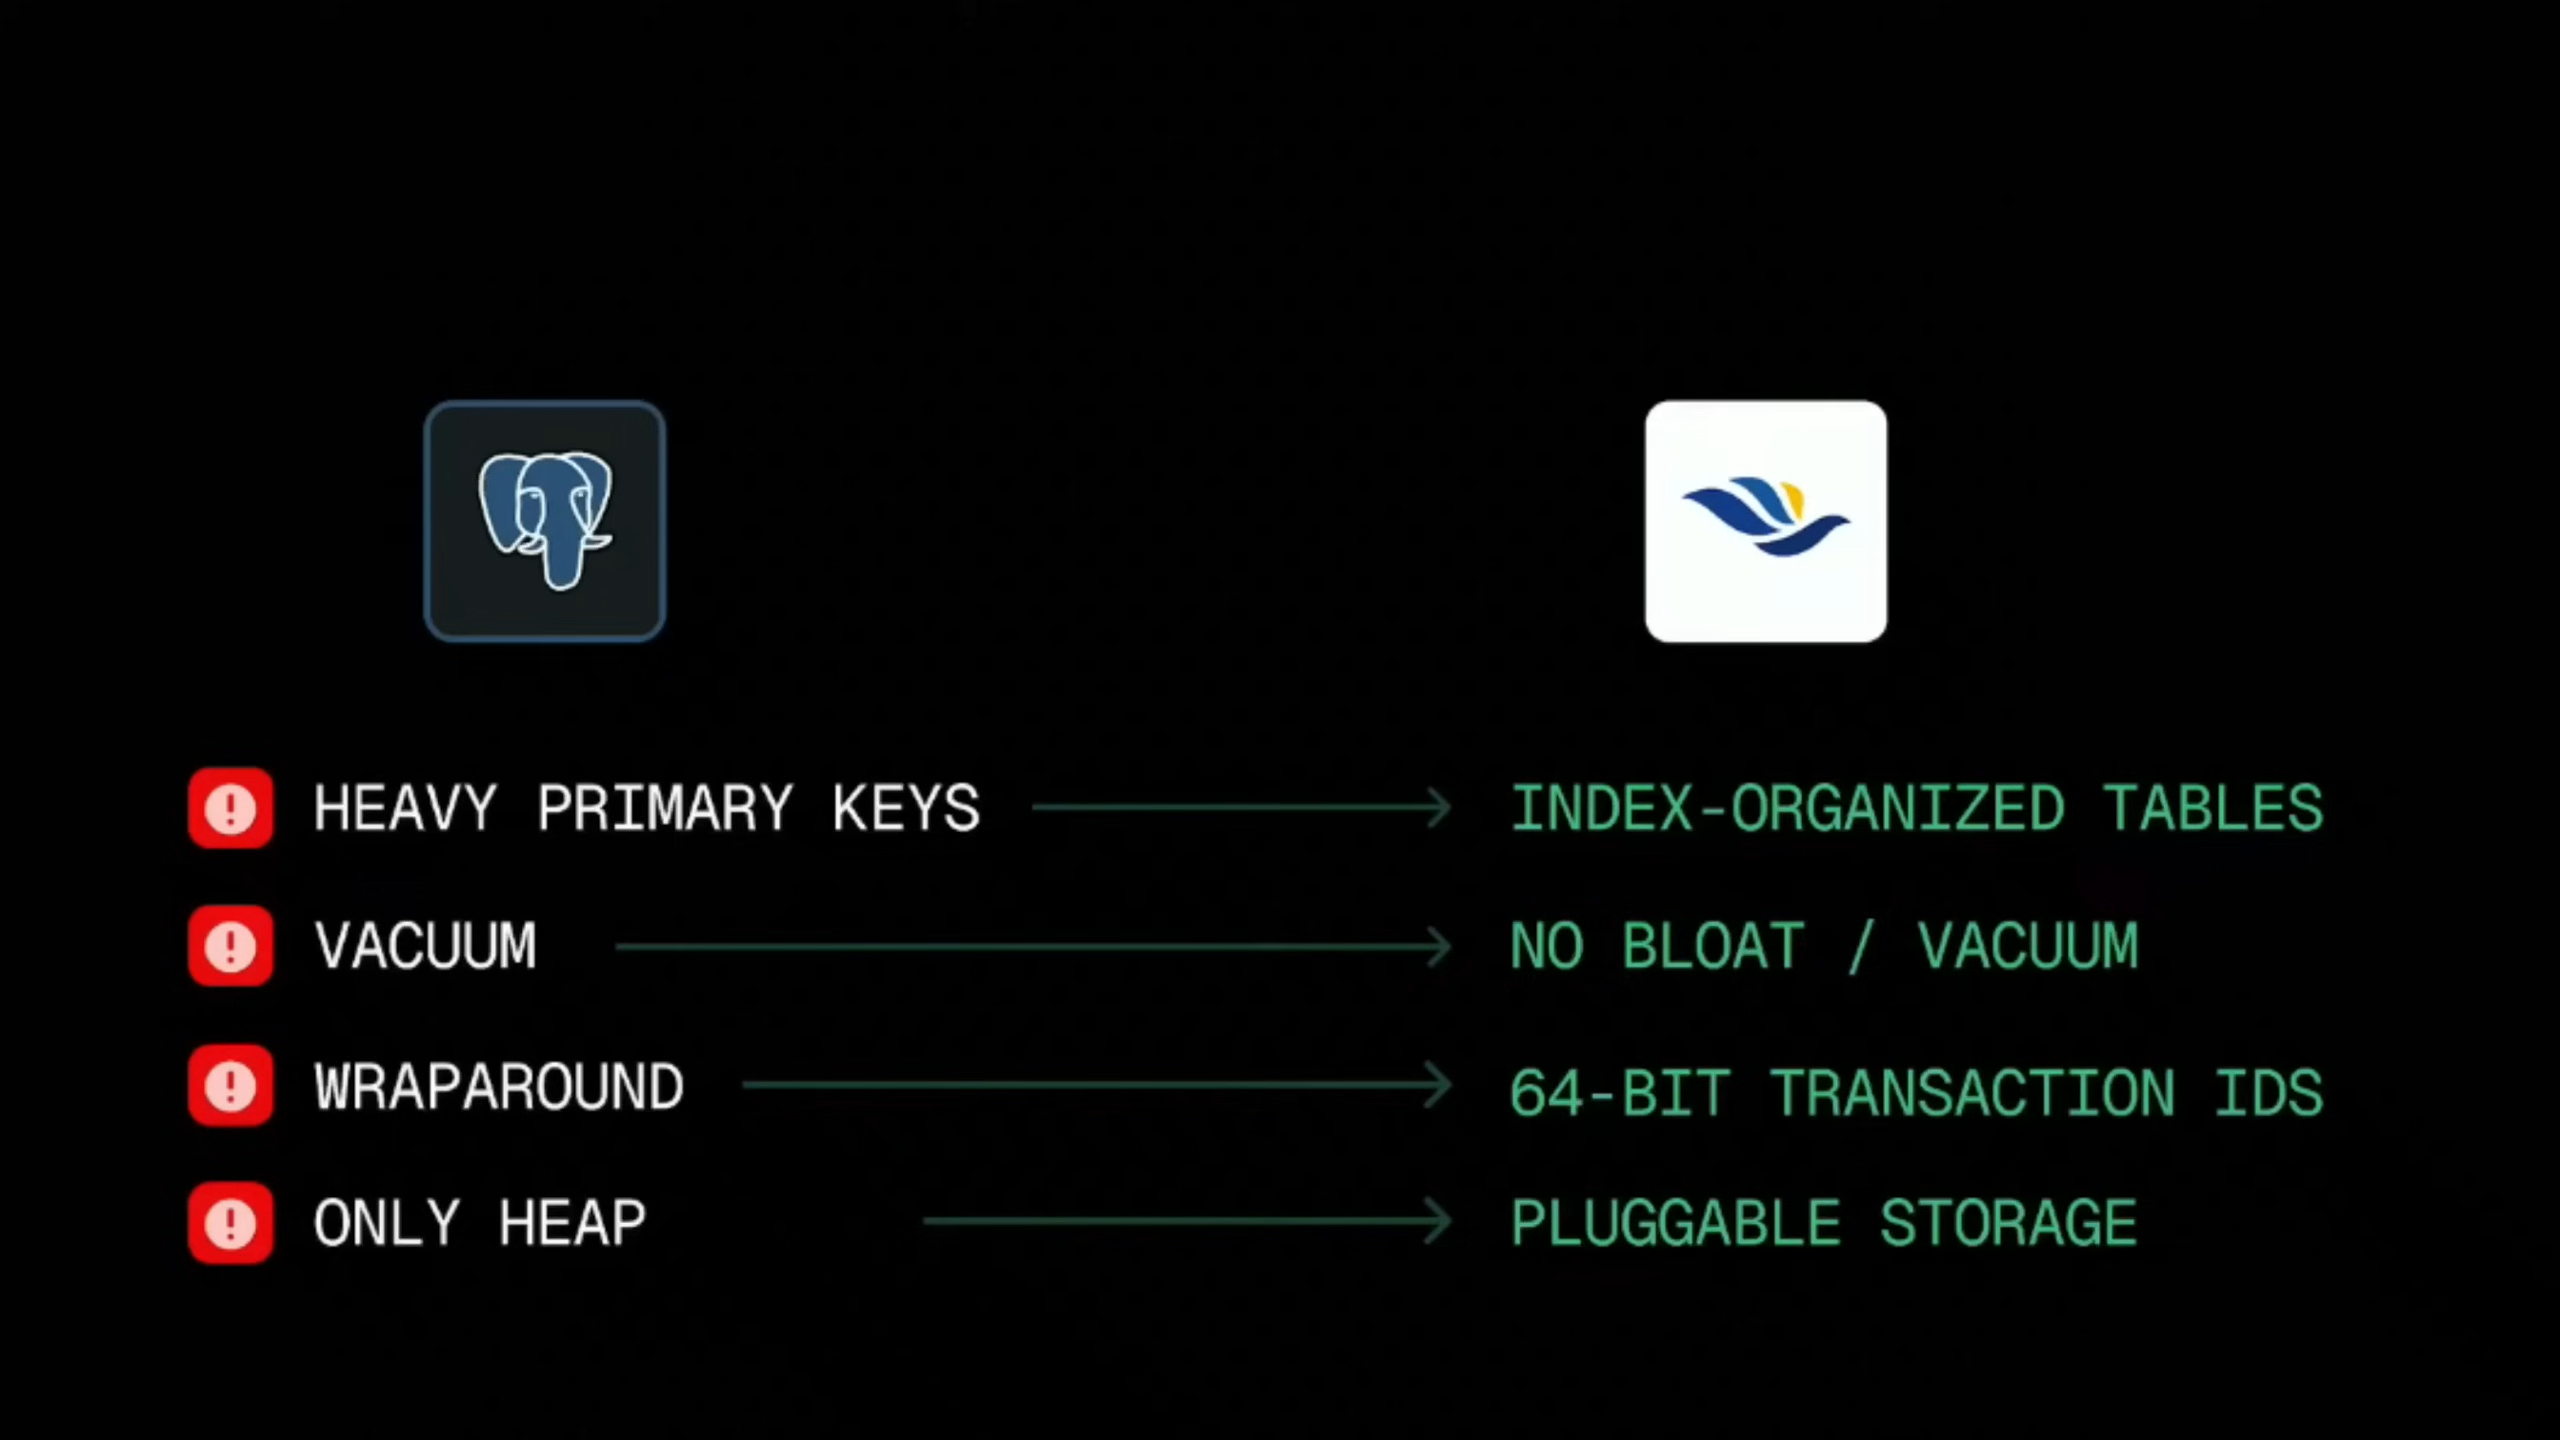 HEAVY PRIMARY KEYS
INDEX-ORGANIZED TABLES
VACUUM
NO BLOAT / VACUUM
WRAPAROUND
64-BIT TRANSACTION IDS
ONLY HEAP
PLUGGABLE STORAGE